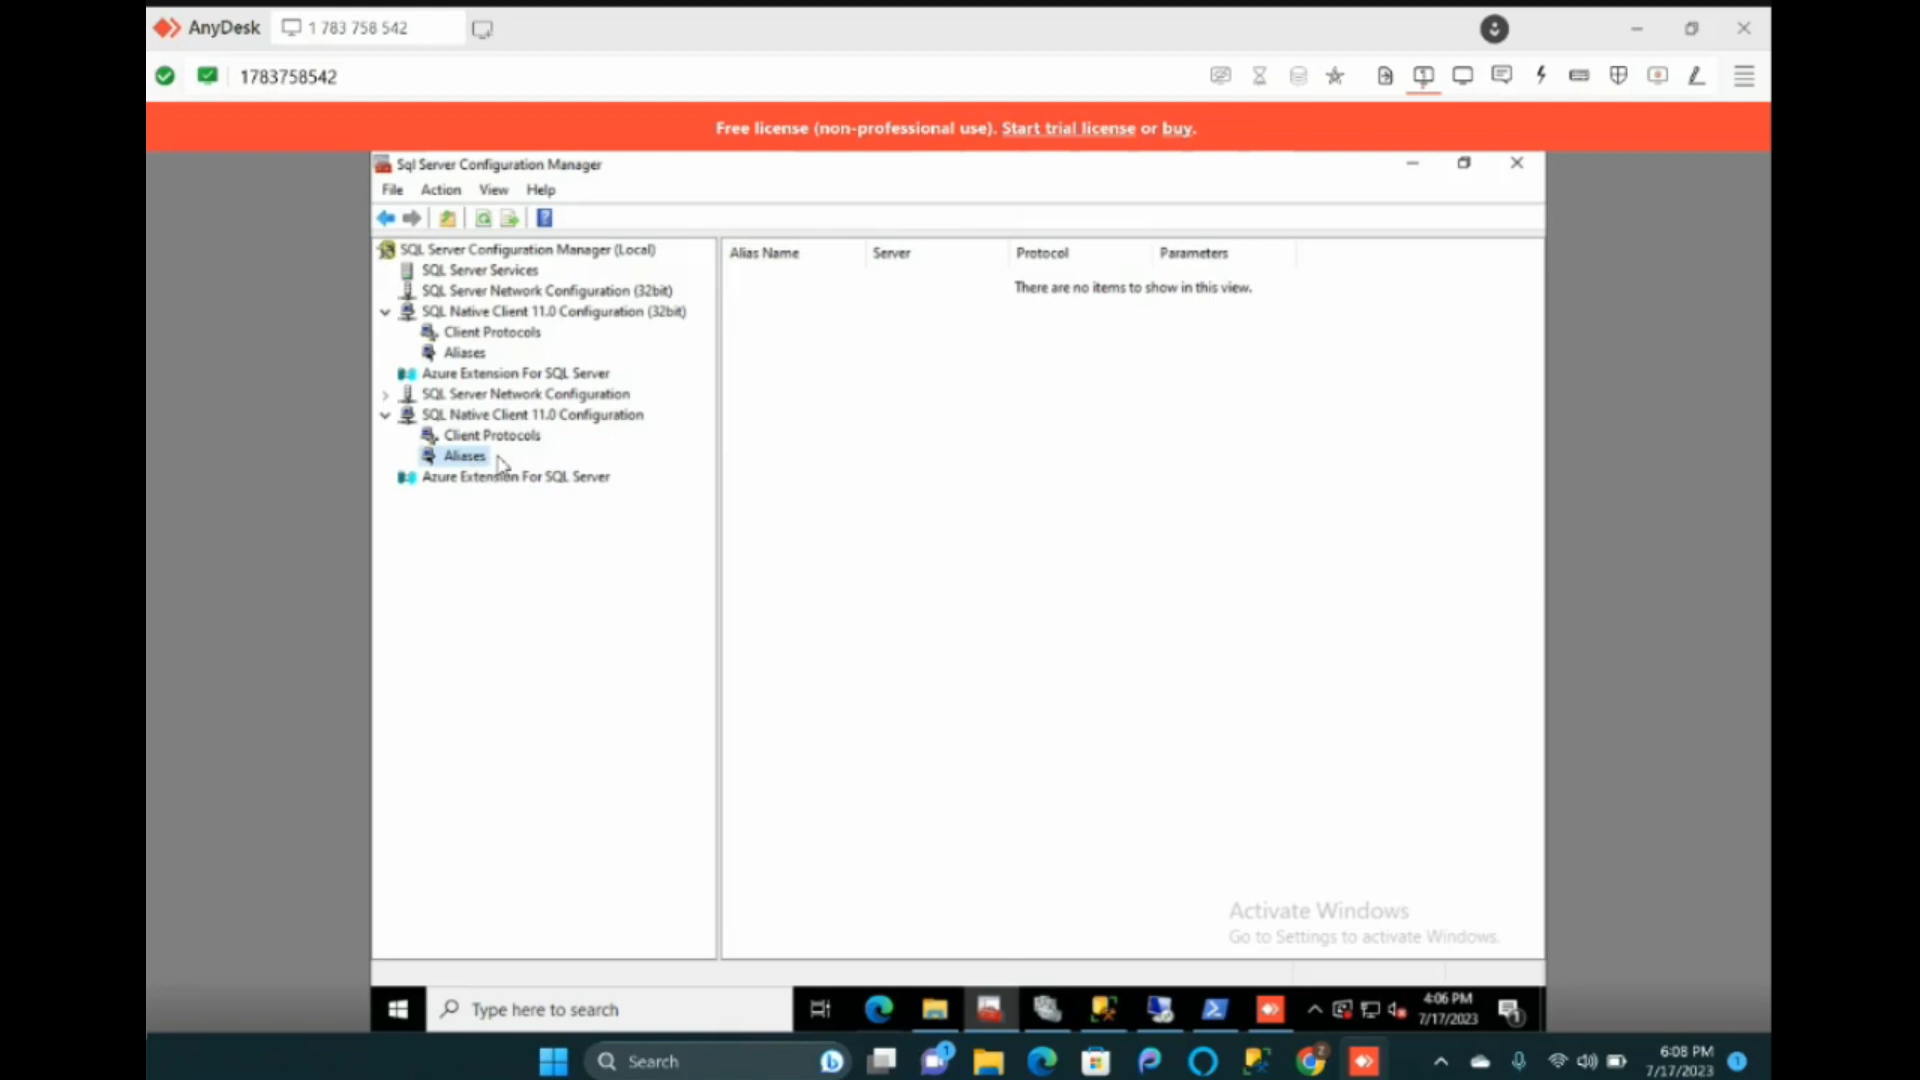 AnyDesk
1 783 758 542
1783758542
Free license (non-professional use). Start trial license or buy.
Sql Server Configuration Manager
File Action View Help
SQL Server Configuration Manager (Local)
SQL Server Services
SQL Server Network Configuration (32bit)
SQL Native Client 11.0 Configuration (32bit)
Client Protocols
Aliases
Azure Extension For SQL Server
SQL Server Network Configuration
SQL Native Client 11.0 Configuration
Client Protocols
Aliases
Azure Extension For SQL Server
Alias Name Server Protocol Parameters
There are no items to show in this view.
Activate Windows
Go to Settings to activate Windows.
Type here to search
4:06 PM
7/17/2023
1
Search
1
Z
6:08 PM
7/17/2023
1